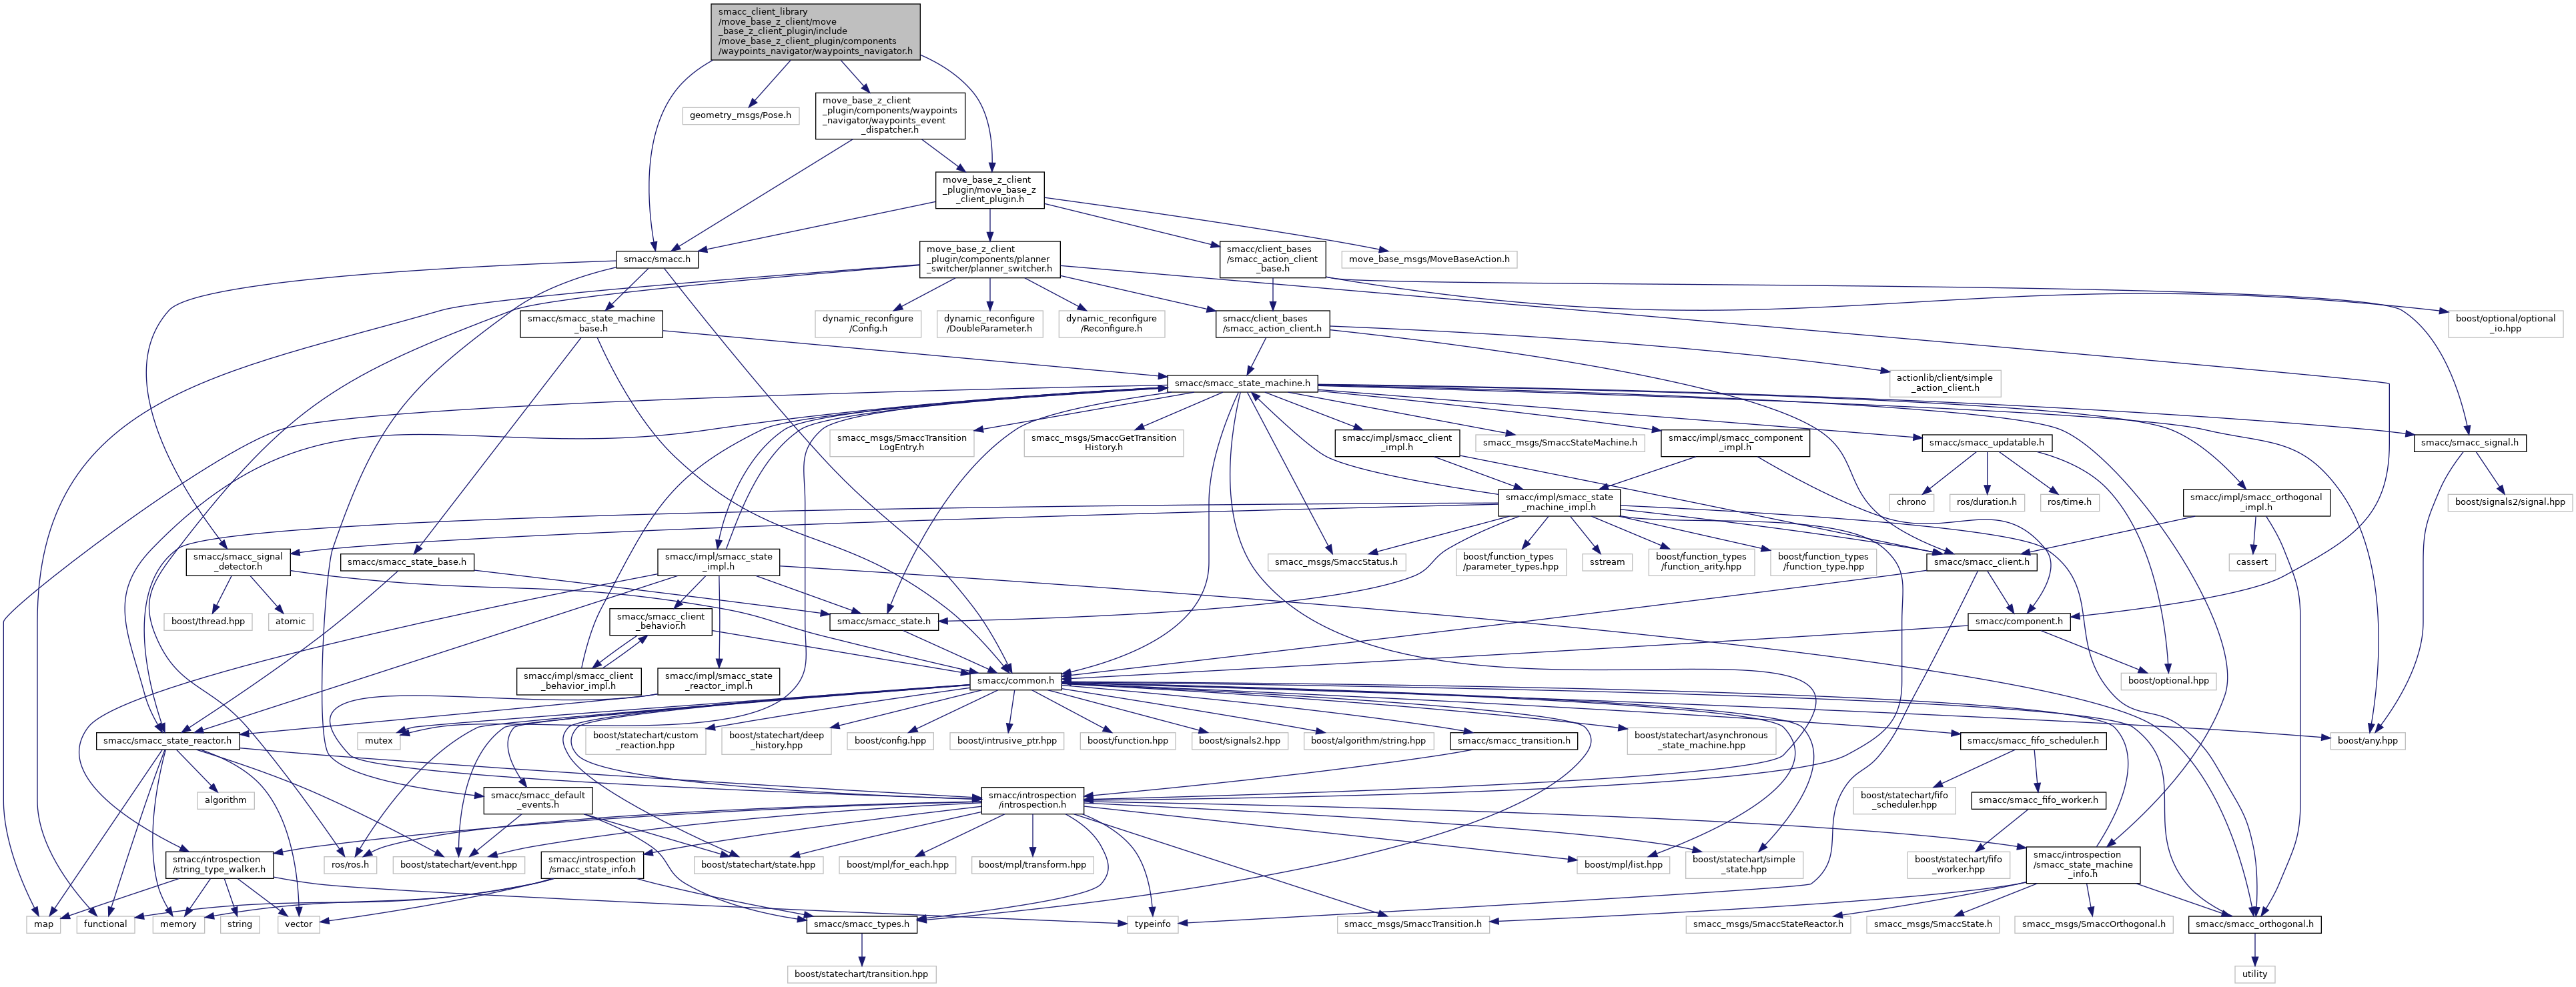 smacc_client_library
/move_base_z_client/move
_base_z_client_plugin/include
/move_base_z_client_plugin/components
/waypoints_navigator/waypoints_navigator.h
geometry_msgs/Pose.h
move_base_z_client
_plugin/components/waypoints
_navigator/waypoints_event
_dispatcher.h
move_base_z_client
_plugin/move_base_z
_client_plugin.h
smacc/smacc.h
move_base_z_client
_plugin/components/planner
_switcher/planner_switcher.h
smacc/client_bases
/smacc_action_client
_base.h
move_base_msgs/MoveBaseAction.h
smacc/smacc_state_machine
_base.h
dynamic_reconfigure
/Config.h
dynamic_reconfigure
/DoubleParameter.h
dynamic_reconfigure
/Reconfigure.h
smacc/client_bases
/smacc_action_client.h
boost/optional/optional
_io.hpp
smacc/smacc_state_machine.h
actionlib/client/simple
_action_client.h
smacc_msgs/SmaccTransition
LogEntry.h
smacc_msgs/SmaccGetTransition
History.h
smacc/impl/smacc_client
_impl.h
smacc_msgs/SmaccStateMachine.h
smacc/impl/smacc_component
_impl.h
smacc/smacc_updatable.h
smacc/smacc_signal.h
smacc/impl/smacc_state
_machine_impl.h
chrono
ros/duration.h
ros/time.h
smacc/impl/smacc_orthogonal
_impl.h
boost/signals2/signal.hpp
smacc/smacc_signal
_detector.h
smacc/smacc_state_base.h
smacc/impl/smacc_state
_impl.h
smacc_msgs/SmaccStatus.h
boost/function_types
/parameter_types.hpp
sstream
boost/function_types
/function_arity.hpp
boost/function_types
/function_type.hpp
smacc/smacc_client.h
cassert
boost/thread.hpp
atomic
smacc/smacc_client
_behavior.h
smacc/smacc_state.h
smacc/component.h
smacc/impl/smacc_client
_behavior_impl.h
smacc/impl/smacc_state
_reactor_impl.h
smacc/common.h
boost/optional.hpp
smacc/smacc_state_reactor.h
mutex
boost/statechart/custom
_reaction.hpp
boost/statechart/deep
_history.hpp
boost/config.hpp
boost/intrusive_ptr.hpp
boost/function.hpp
boost/signals2.hpp
boost/algorithm/string.hpp
smacc/smacc_transition.h
boost/statechart/asynchronous
_state_machine.hpp
smacc/smacc_fifo_scheduler.h
boost/any.hpp
algorithm
smacc/smacc_default
_events.h
smacc/introspection
/introspection.h
boost/statechart/fifo
_scheduler.hpp
smacc/smacc_fifo_worker.h
smacc/introspection
/string_type_walker.h
ros/ros.h
boost/statechart/event.hpp
smacc/introspection
/smacc_state_info.h
boost/statechart/state.hpp
boost/mpl/for_each.hpp
boost/mpl/transform.hpp
boost/mpl/list.hpp
boost/statechart/simple
_state.hpp
boost/statechart/fifo
_worker.hpp
smacc/introspection
/smacc_state_machine
_info.h
map
functional
memory
string
vector
smacc/smacc_types.h
typeinfo
smacc_msgs/SmaccTransition.h
smacc_msgs/SmaccStateReactor.h
smacc_msgs/SmaccState.h
smacc_msgs/SmaccOrthogonal.h
smacc/smacc_orthogonal.h
boost/statechart/transition.hpp
utility